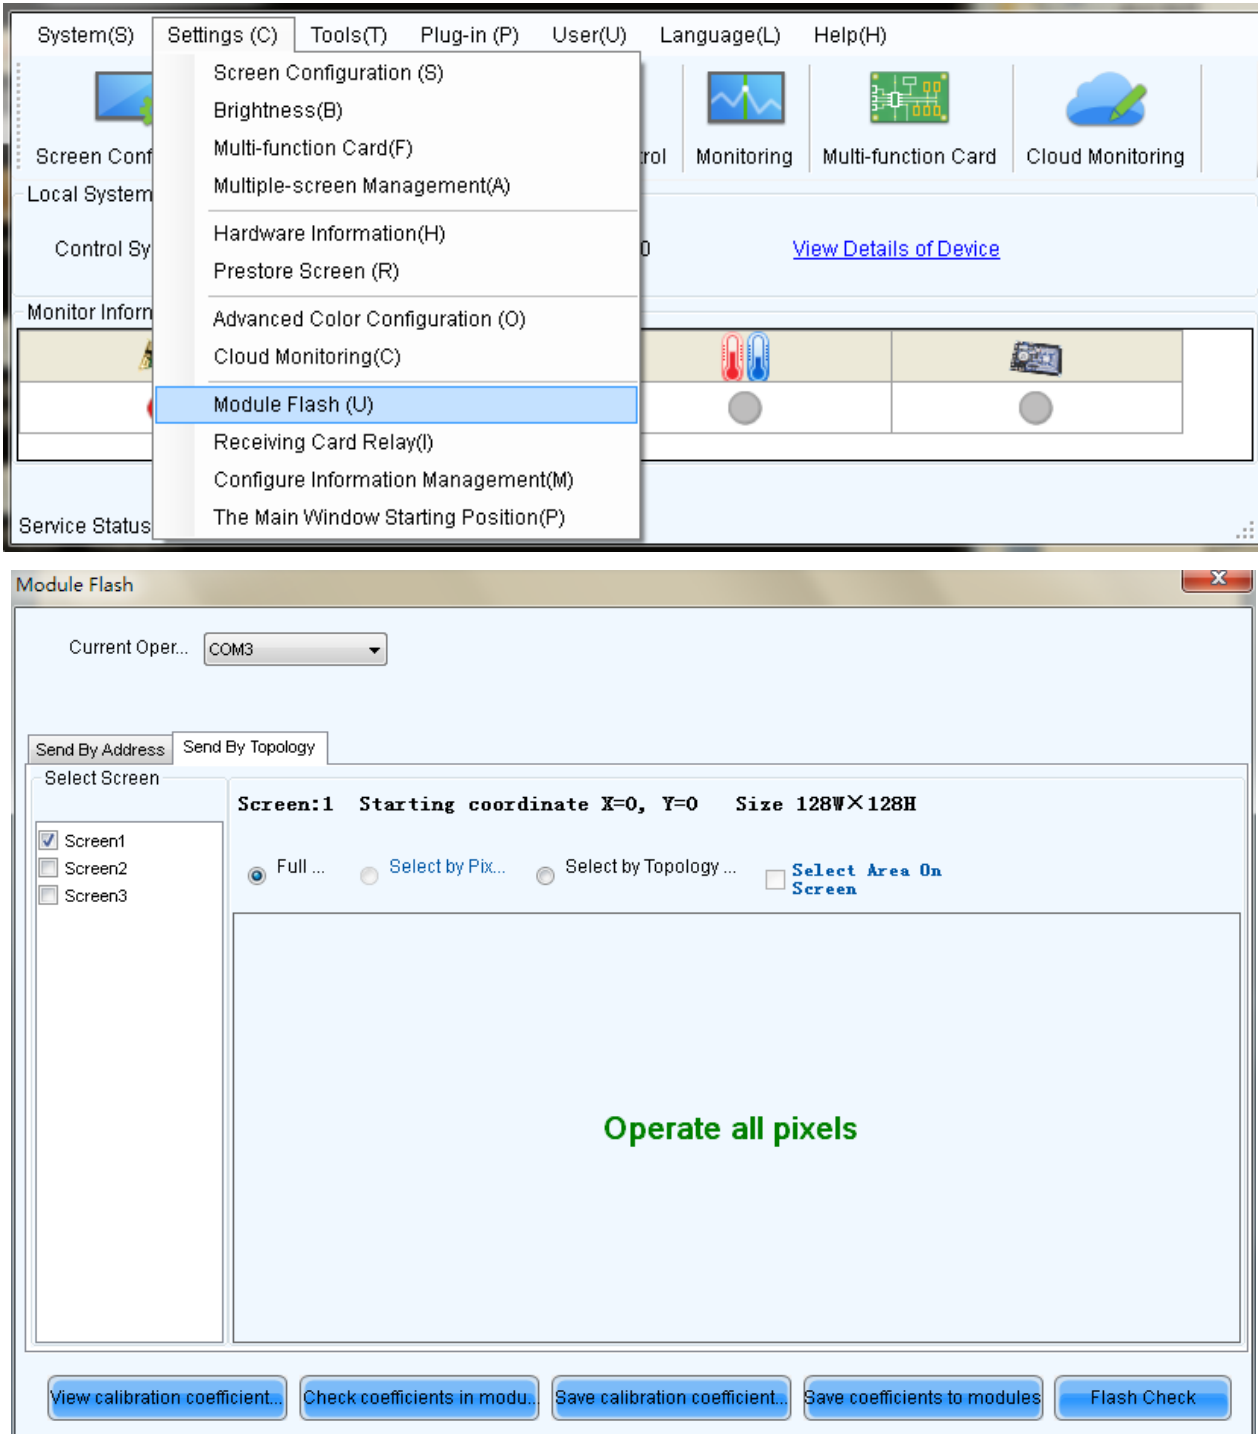 System(S) Settings (C) Tools(T) Plug-in (P) User(U) Language(L) Help(H)
Screen Configuration (S)
Brightness(B)
Multi-function Card(F)
Multiple-screen Management(A)
Hardware Information(H)
Prestore Screen (R)
Advanced Color Configuration (O)
Cloud Monitoring(C)
Module Flash (U)
Receiving Card Relay(I)
Configure Information Management(M)
The Main Window Starting Position(P)
Screen Conf rol Monitoring Multi-function Card Cloud Monitoring
Local System
Control Sy 0 View Details of Device
Monitor Inforn
Service Status
Module Flash
Current Oper... COM3
Send By Address Send By Topology
Select Screen
Screen:1 Starting coordinate X=0, Y=0 Size 128W×128H
Screen1
Screen2
Screen3
Full ... Select by Pix... Select by Topology ... Select Area On
Screen
Operate all pixels
View calibration coefficient... Check coefficients in modu... Save calibration coefficient... Save coefficients to modules Flash Check